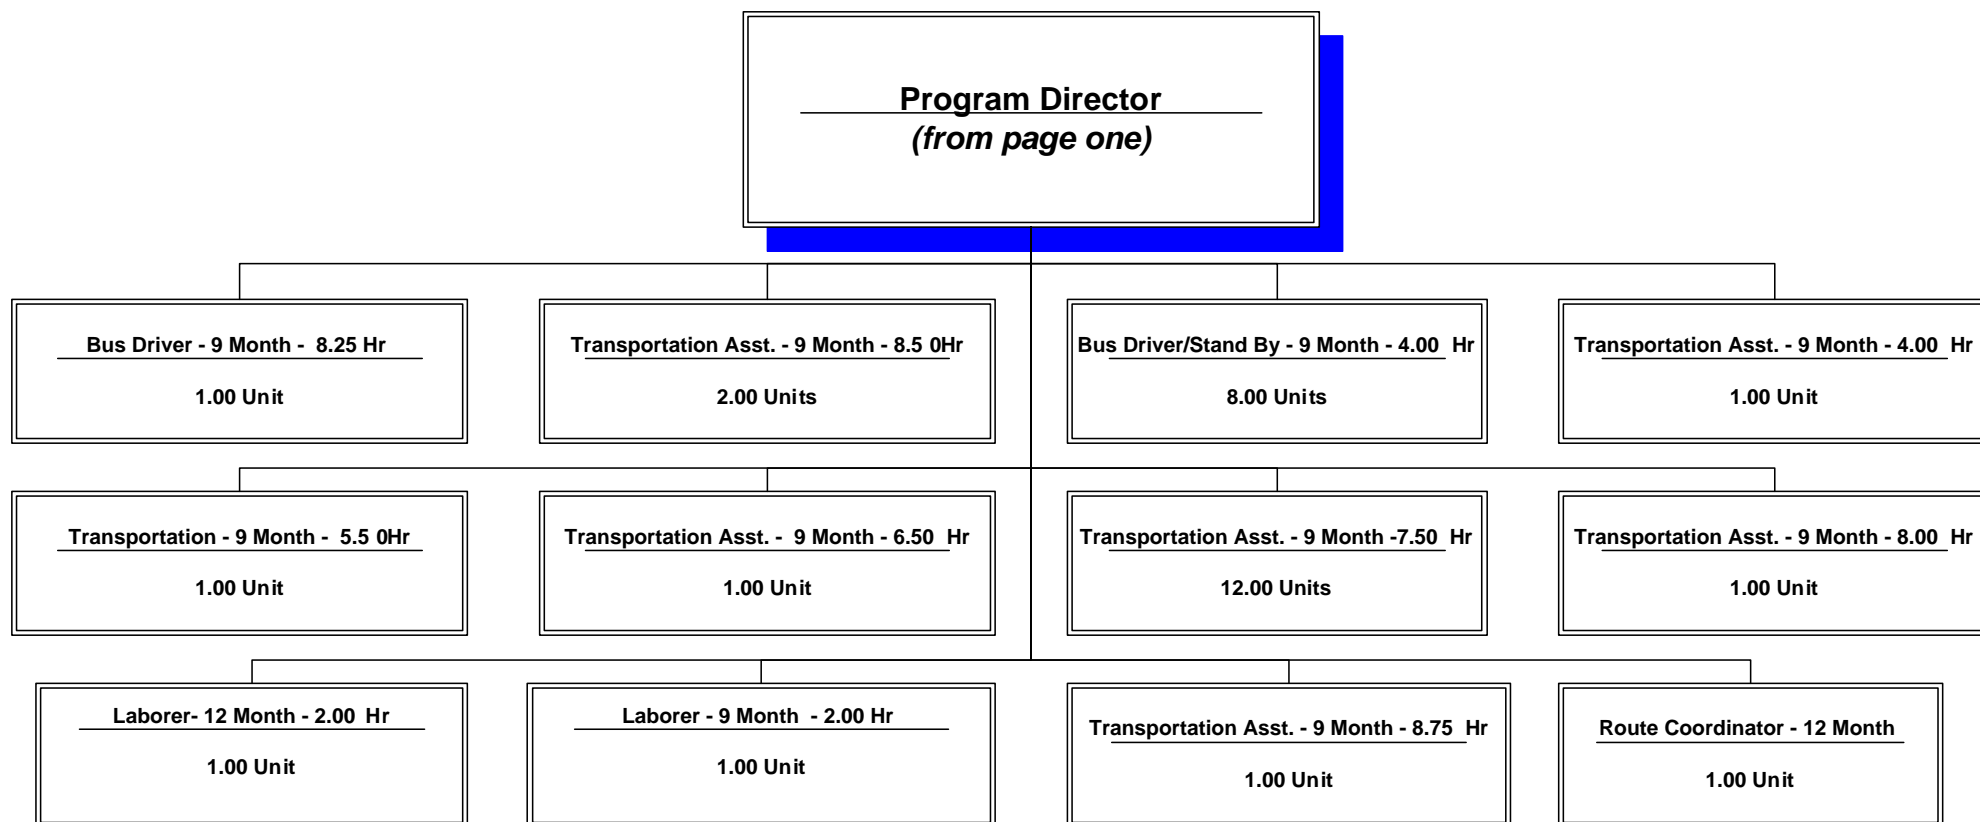 Program Director
(from page one)
Bus Driver - 9 Month -  8.25 Hr
1.00 Unit
Transportation Asst. - 9 Month - 8.5 0Hr
2.00 Units
Bus Driver/Stand By - 9 Month - 4.00  Hr
8.00 Units
Transportation Asst. - 9 Month - 4.00  Hr
1.00 Unit
Transportation - 9 Month -  5.5 0Hr
1.00 Unit
Transportation Asst. -  9 Month - 6.50  Hr
1.00 Unit
Transportation Asst. - 9 Month -7.50  Hr
12.00 Units
Transportation Asst. - 9 Month - 8.00  Hr
1.00 Unit
Laborer- 12 Month - 2.00  Hr
1.00 Unit
Laborer - 9 Month  - 2.00 Hr
1.00 Unit
Transportation Asst. - 9 Month - 8.75  Hr
1.00 Unit
Route Coordinator - 12 Month
1.00 Unit